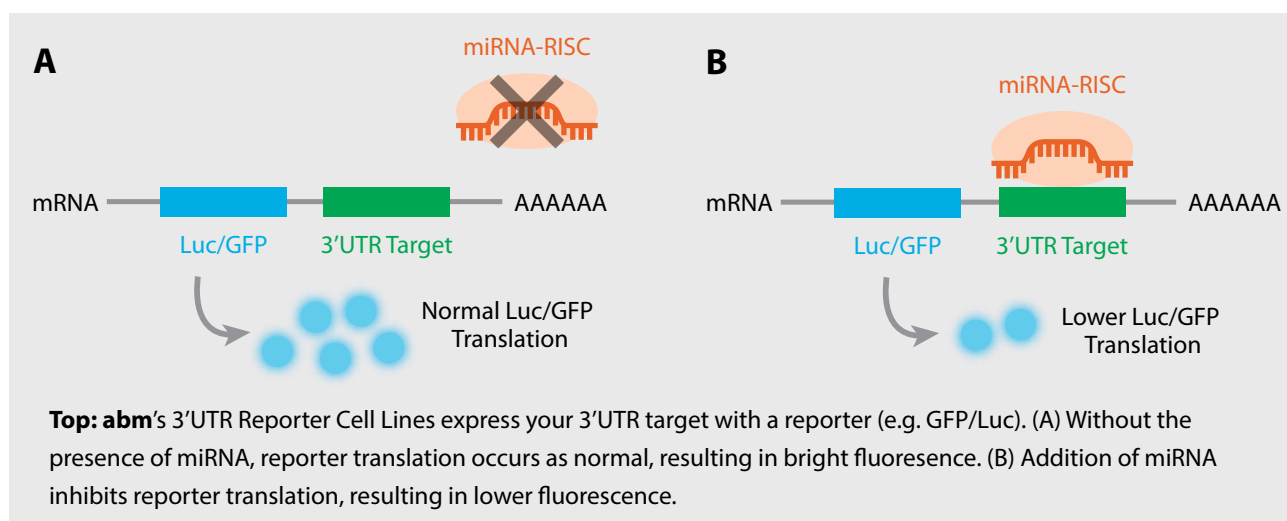 A
miRNA-RISC
mRNA
AAAAAA
Luc/GFP
3’UTR Target
Normal Luc/GFP
Translation
B
miRNA-RISC
mRNA
AAAAAA
Luc/GFP
3’UTR Target
Lower Luc/GFP
Translation
Top: abm’s 3’UTR Reporter Cell Lines express your 3’UTR target with a reporter (e.g. GFP/Luc). (A) Without the
presence of miRNA, reporter translation occurs as normal, resulting in bright fluoresence. (B) Addition of miRNA
inhibits reporter translation, resulting in lower fluorescence.